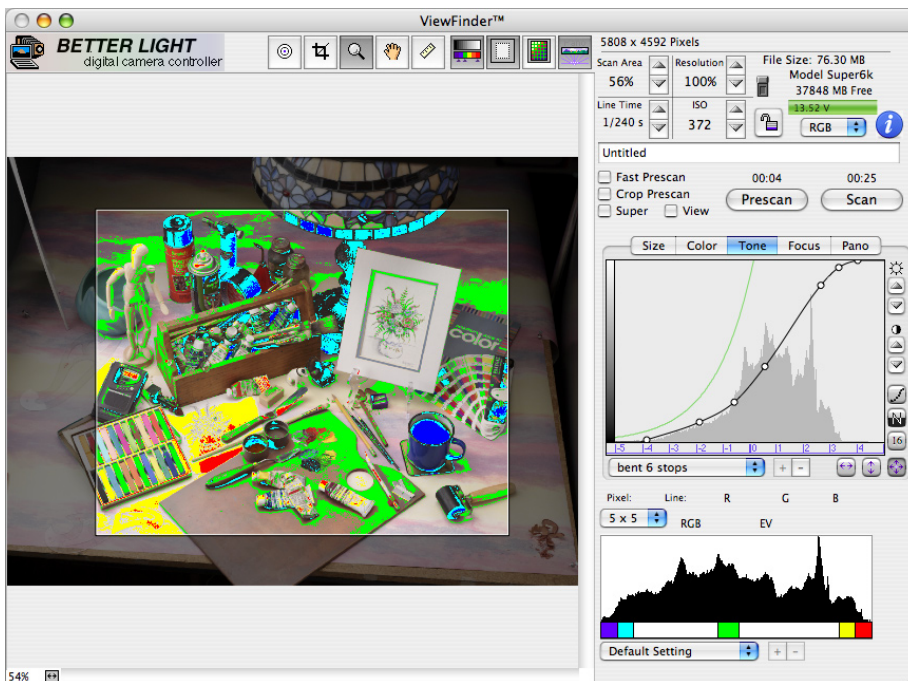 ViewFinder™
BETTER LIGHT
digital camera controller
5808 x 4592 Pixels
Scan Area
56%
Resolution
100%
File Size: 76.30 MB
Model Super6k
37848 MB Free
13.52 V
Line Time
1/240 s
ISO
372
RGB
i
Untitled
Fast Prescan
Crop Prescan
Super
View
00:04
Prescan
00:25
Scan
Size Color Tone Focus Pano
-5 -4 -3 -2 -1 0 1 2 3 4
N
16
bent 6 stops
+ -
Pixel: Line: R G B
5 x 5
RGB EV
Default Setting
+ -
color
54%